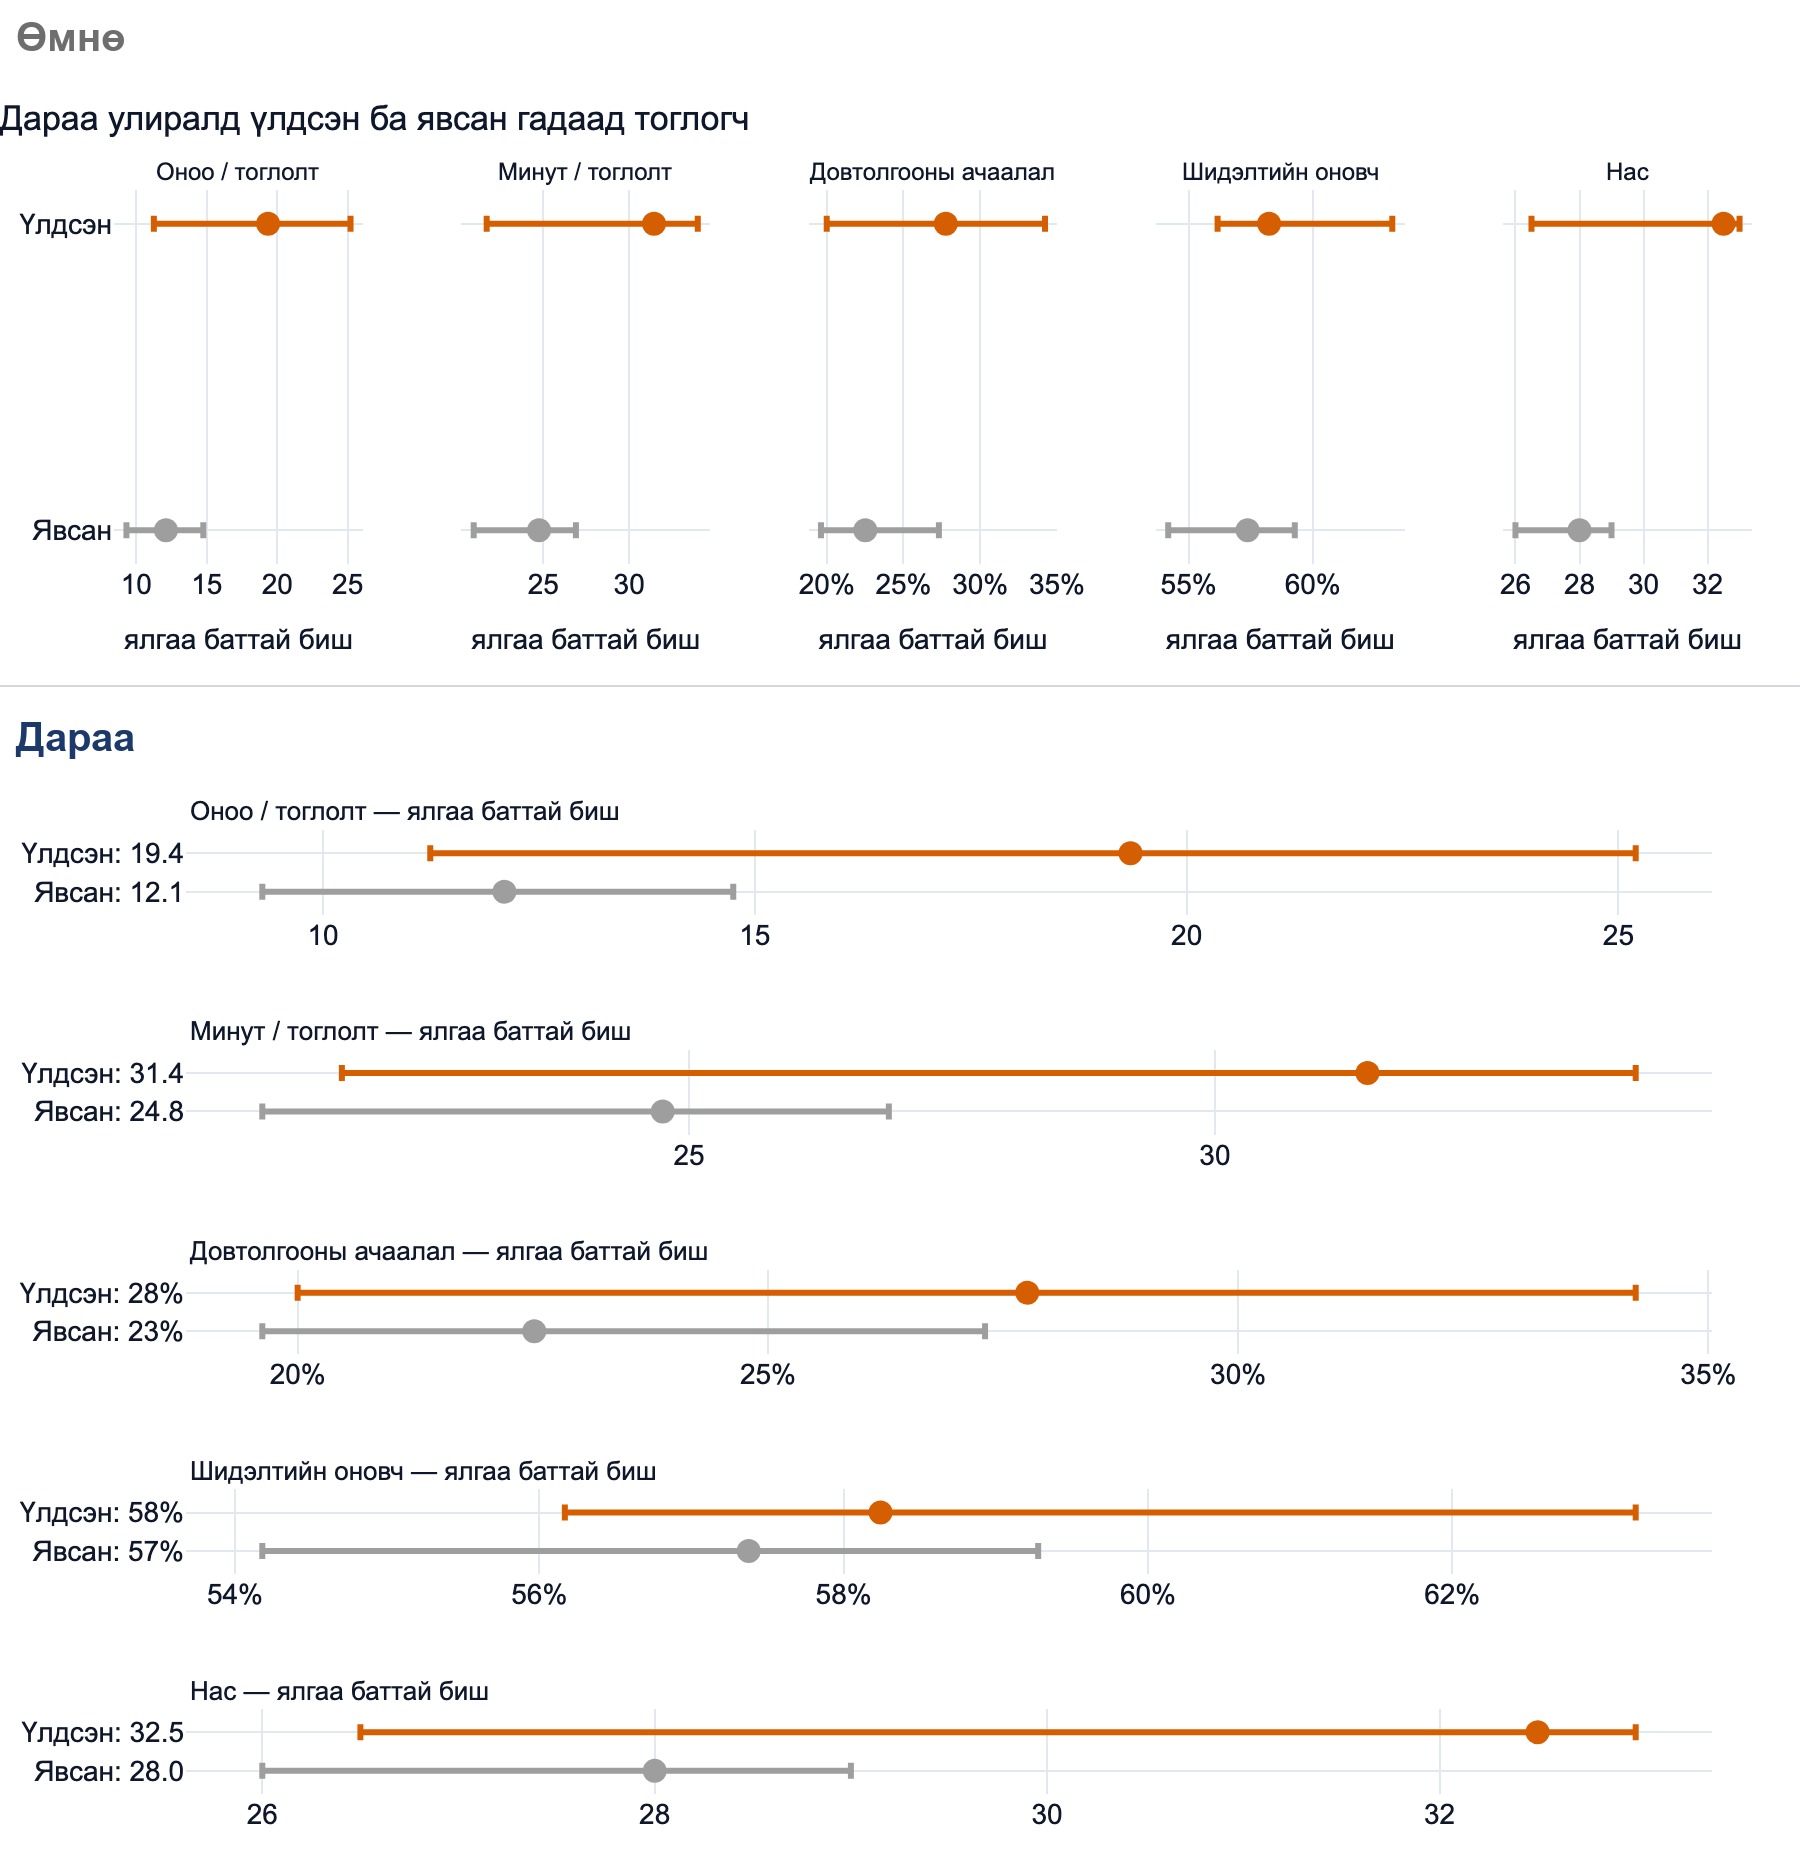 Өмнө
Дараа улиралд үлдсэн ба явсан гадаад тоглогч
Оноо / тоглолт Минут / тоглолт Довтолгооны ачаалал Шидэлтийн оновч Нас
Үлдсэн
Явсан
10 15 20 25 25 30 20% 25% 30% 35% 55% 60% 26 28 30 32
ялгаа баттай биш ялгаа баттай биш ялгаа баттай биш ялгаа баттай биш ялгаа баттай биш
Дараа
Оноо / тоглолт — ялгаа баттай биш
Үлдсэн: 19.4
Явсан: 12.1
10 15 20 25
Минут / тоглолт — ялгаа баттай биш
Үлдсэн: 31.4
Явсан: 24.8
25 30
Довтолгооны ачаалал — ялгаа баттай биш
Үлдсэн: 28%
Явсан: 23%
20% 25% 30% 35%
Шидэлтийн оновч — ялгаа баттай биш
Үлдсэн: 58%
Явсан: 57%
54% 56% 58% 60% 62%
Нас — ялгаа баттай биш
Үлдсэн: 32.5
Явсан: 28.0
26 28 30 32